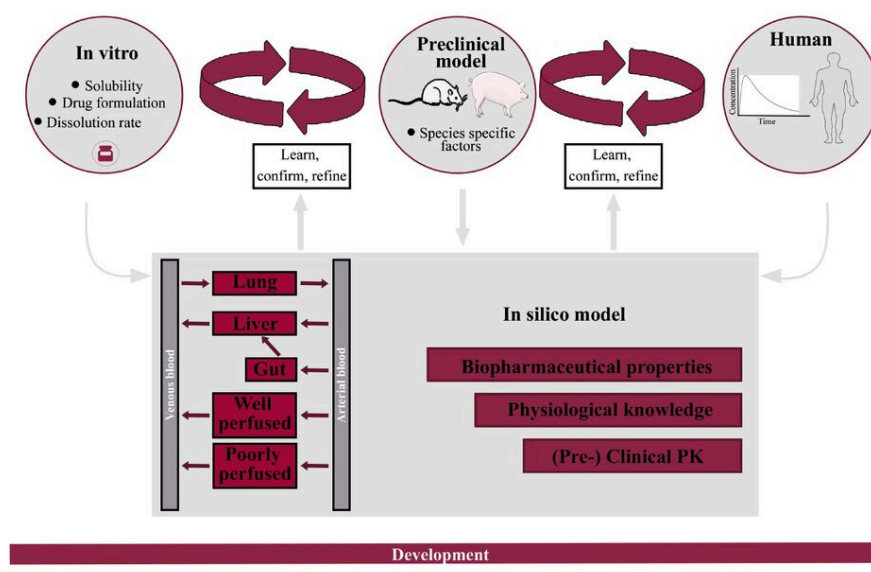 In vitro
● Solubility
● Drug formulation
● Dissolution rate
Learn,
confirm, refine
Preclinical
model
● Species specific
factors
Learn,
confirm, refine
Human
Concentration
Time
Venous blood
Lung
Liver
Gut
Well
perfused
Poorly
perfused
Arterial blood
In silico model
Biopharmaceutical properties
Physiological knowledge
(Pre-) Clinical PK
Development